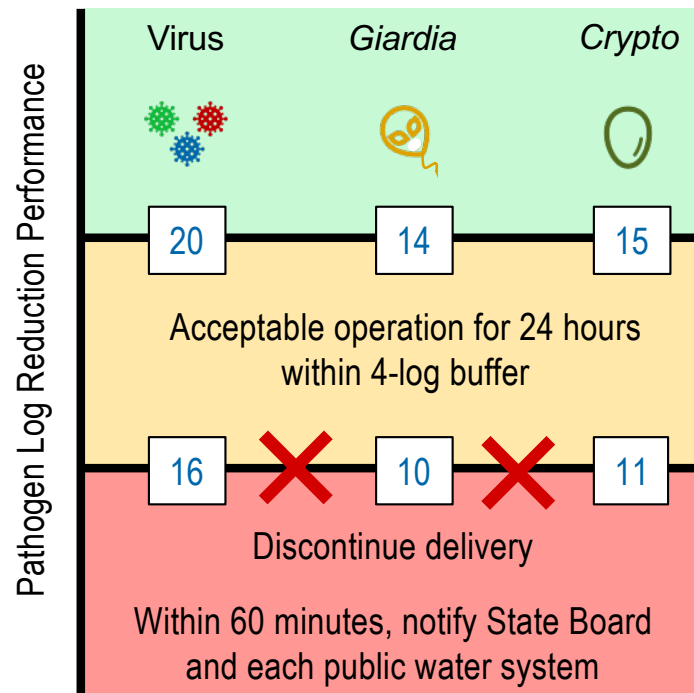 Pathogen Log Reduction Performance
Virus Giardia Crypto
20 14 15
Acceptable operation for 24 hours
within 4-log buffer
16 10 11
Discontinue delivery
Within 60 minutes, notify State Board
and each public water system